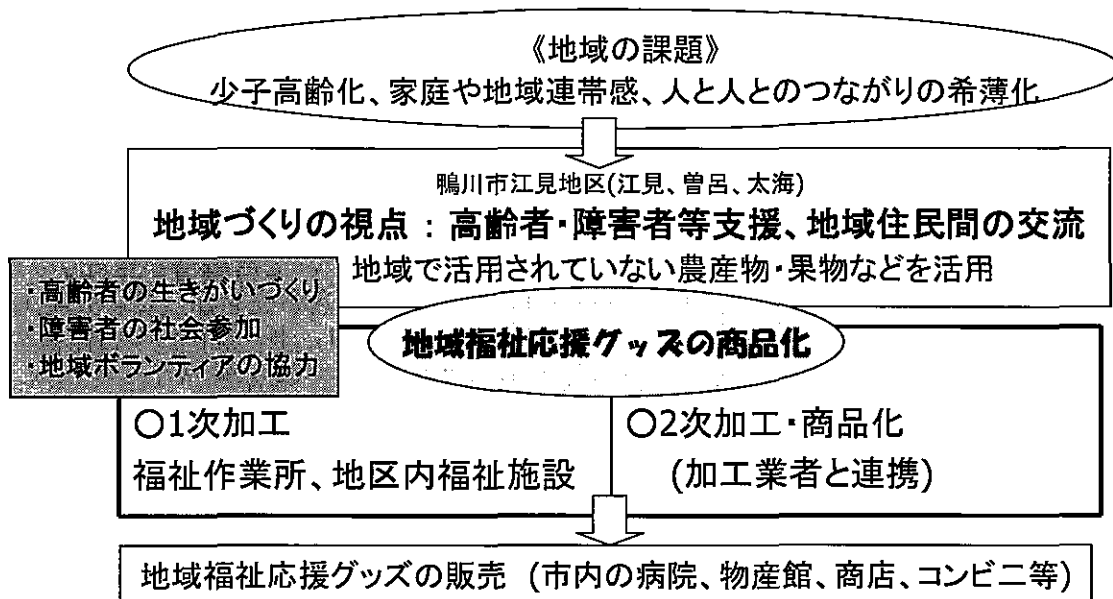 《地域の課題》
少子高齢化、家庭や地域連帯感、人と人とのつながりの希薄化
鴨川市江見地区(江見、曽呂、太海)
地域づくりの視点：高齢者・障害者等支援、地域住民間の交流
地域で活用されていない農産物・果物などを活用
・高齢者の生きがいづくり
・障害者の社会参加
・地域ボランティアの協力
地域福祉応援グッズの商品化
〇1次加工
福祉作業所、地区内福祉施設
〇2次加工・商品化
(加工業者と連携)
地域福祉応援グッズの販売 (市内の病院、物産館、商店、コンビニ等)